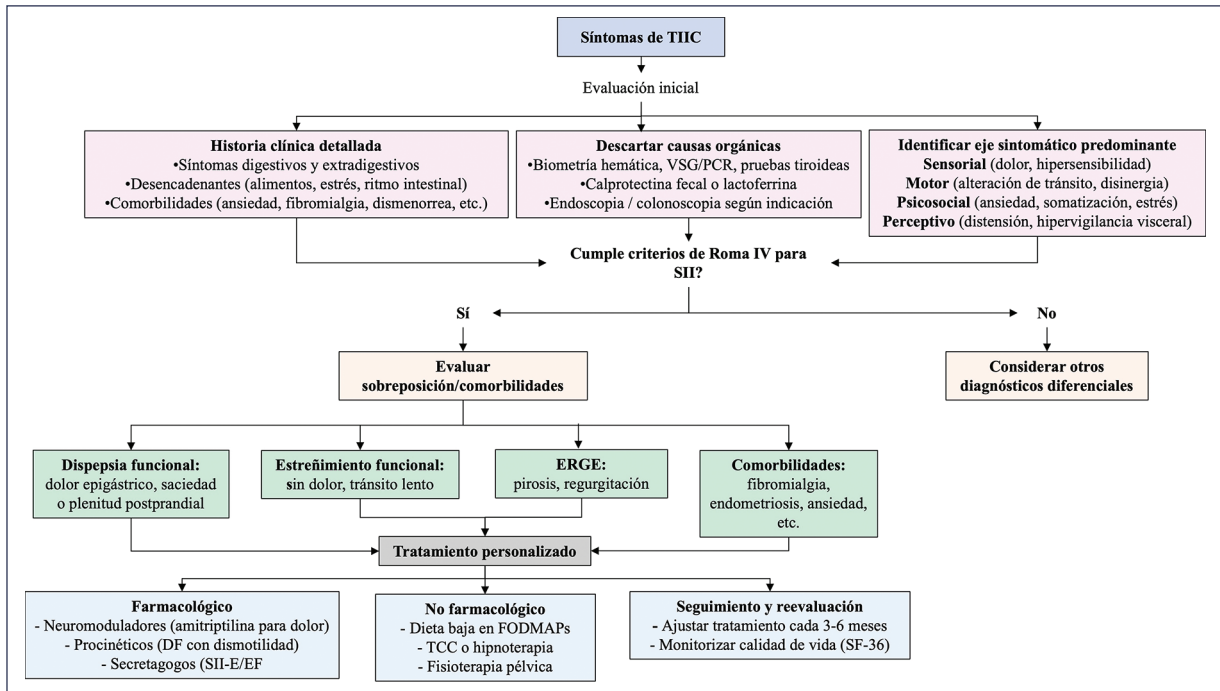 Síntomas de TIIC
Evaluación inicial
Historia clínica detallada
•Síntomas digestivos y extradigestivos
•Desencadenantes (alimentos, estrés, ritmo intestinal)
•Comorbilidades (ansiedad, fibromialgia, dismenorrea, etc.)
Descartar causas orgánicas
•Biometría hemática, VSG/PCR, pruebas tiroideas
•Calprotectina fecal o lactoferrina
•Endoscopia / colonoscopia según indicación
Identificar eje sintomático predominante
Sensorial (dolor, hipersensibilidad)
Motor (alteración de tránsito, disinergia)
Psicosocial (ansiedad, somatización, estrés)
Perceptivo (distensión, hipervigilancia visceral)
Cumple criterios de Roma IV para
SII?
Sí
No
Evaluar
sobreposición/comorbilidades
Considerar otros
diagnósticos diferenciales
Dispepsia funcional:
dolor epigástrico, saciedad
o plenitud postprandial
Estreñimiento funcional:
sin dolor, tránsito lento
ERGE:
pirosis, regurgitación
Comorbilidades:
fibromialgia,
endometriosis, ansiedad,
etc.
Tratamiento personalizado
Farmacológico
- Neuromoduladores (amitriptilina para dolor)
- Procinéticos (DF con dismotilidad)
- Secretagogos (SII-E/EF
No farmacológico
- Dieta baja en FODMAPs
- TCC o hipnoterapia
- Fisioterapia pélvica
Seguimiento y reevaluación
- Ajustar tratamiento cada 3-6 meses
- Monitorizar calidad de vida (SF-36)